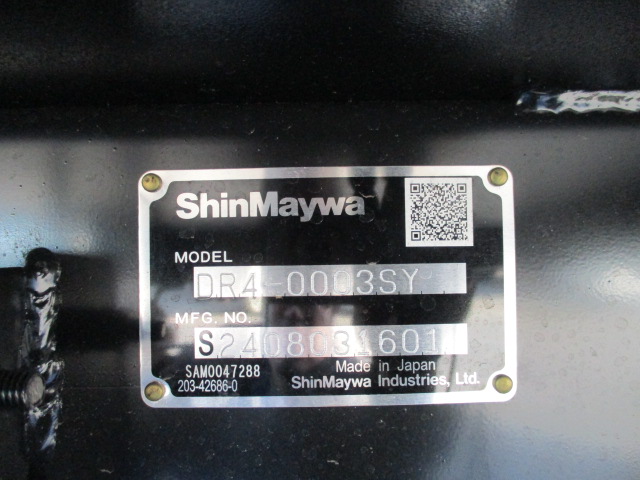 ShinMaywa
MODEL
DR4-0003SY
MFG. NO.
S2408031601
SAM0047288
203-42686-0
Made in Japan
ShinMaywa Industries, Ltd.